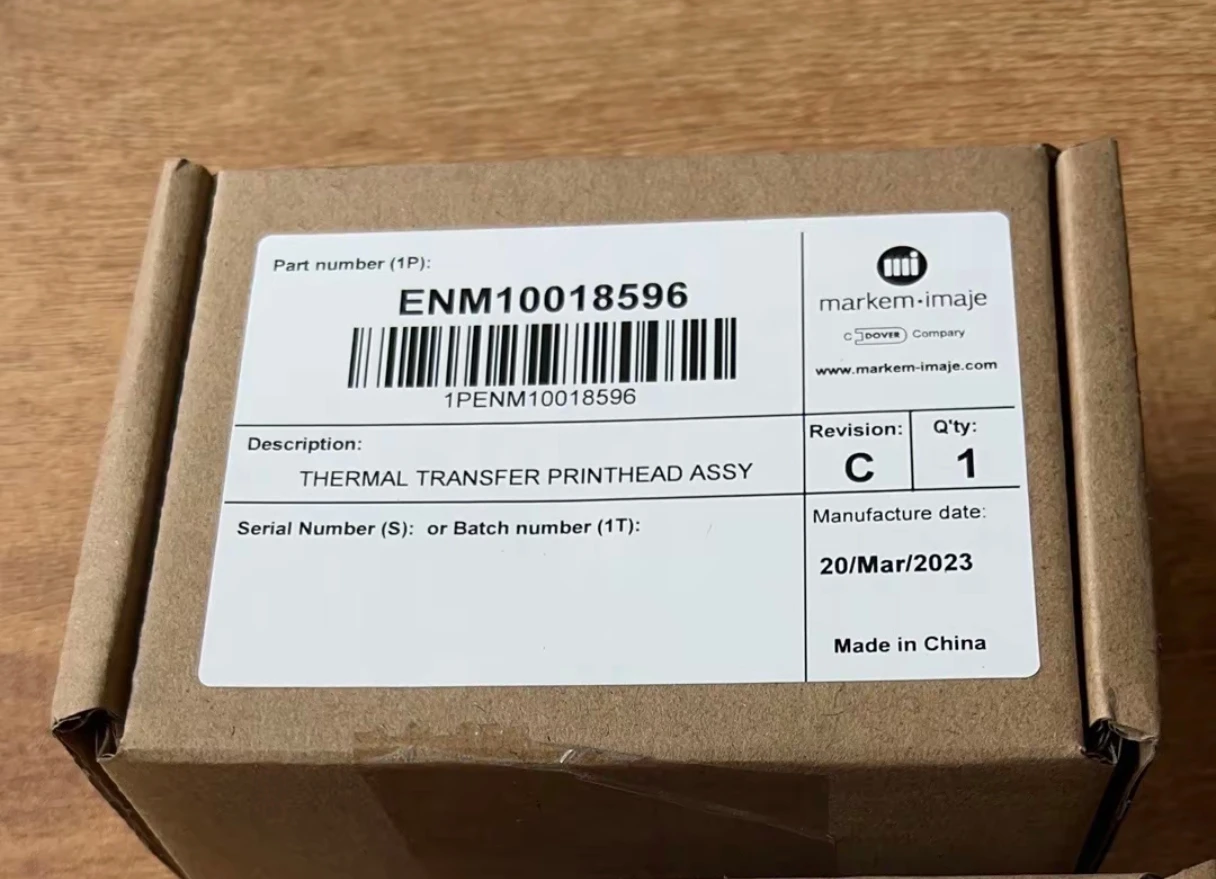 Part number (1P):
ENM10018596
1PENM10018596
mi
markem·imaje
DOVER Company
www.markem-imaje.com
Description:
THERMAL TRANSFER PRINTHEAD ASSY
Revision:
C
Q'ty:
1
Serial Number (S): or Batch number (1T):
Manufacture date:
20/Mar/2023
Made in China